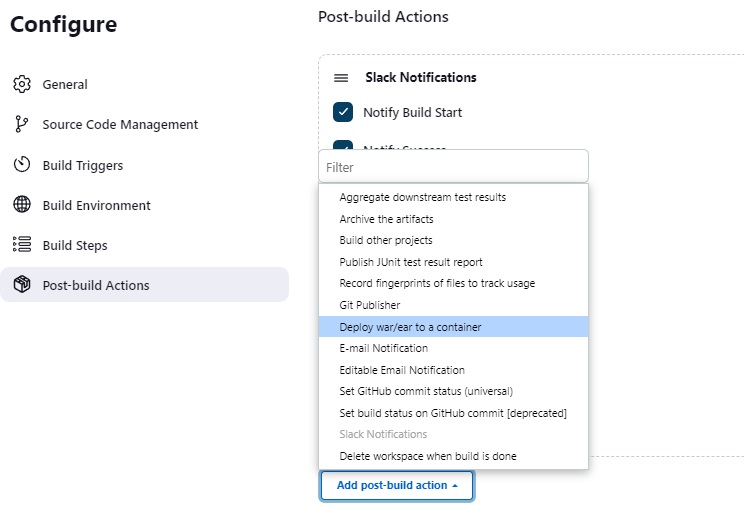 Configure
General
Source Code Management
Build Triggers
Build Environment
Build Steps
Post-build Actions
Post-build Actions
Slack Notifications
Notify Build Start
Notify Success
Filter
Aggregate downstream test results
Archive the artifacts
Build other projects
Publish JUnit test result report
Record fingerprints of files to track usage
Git Publisher
Deploy war/ear to a container
E-mail Notification
Editable Email Notification
Set GitHub commit status (universal)
Set build status on GitHub commit [deprecated]
Slack Notifications
Delete workspace when build is done
Add post-build action